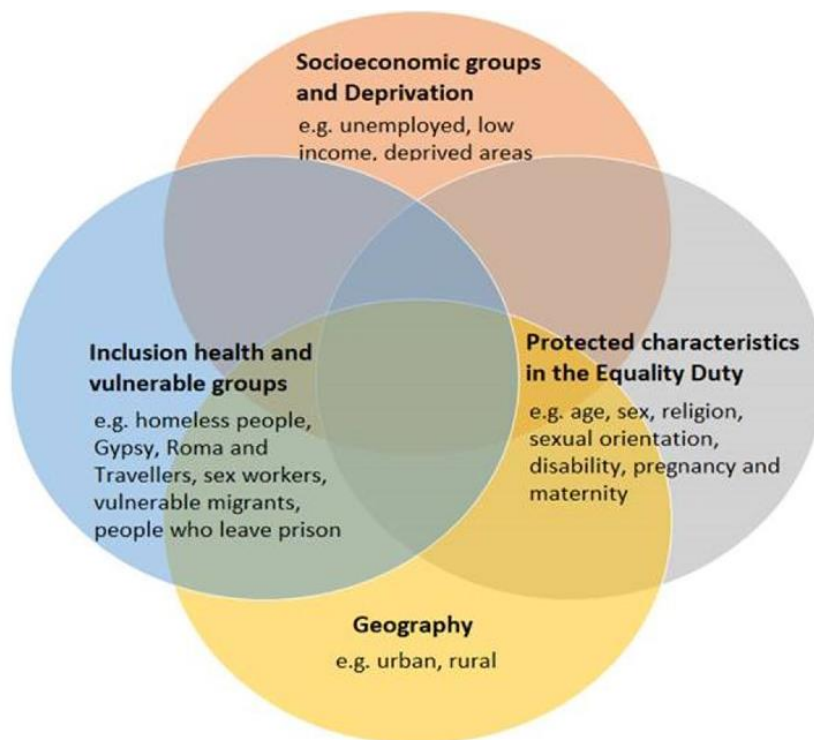 Socioeconomic groups
and Deprivation
e.g. unemployed, low
income, deprived areas
Inclusion health and
vulnerable groups
e.g. homeless people,
Gypsy, Roma and
Travellers, sex workers,
vulnerable migrants,
people who leave prison
Protected characteristics
in the Equality Duty
e.g. age, sex, religion,
sexual orientation,
disability, pregnancy and
maternity
Geography
e.g. urban, rural